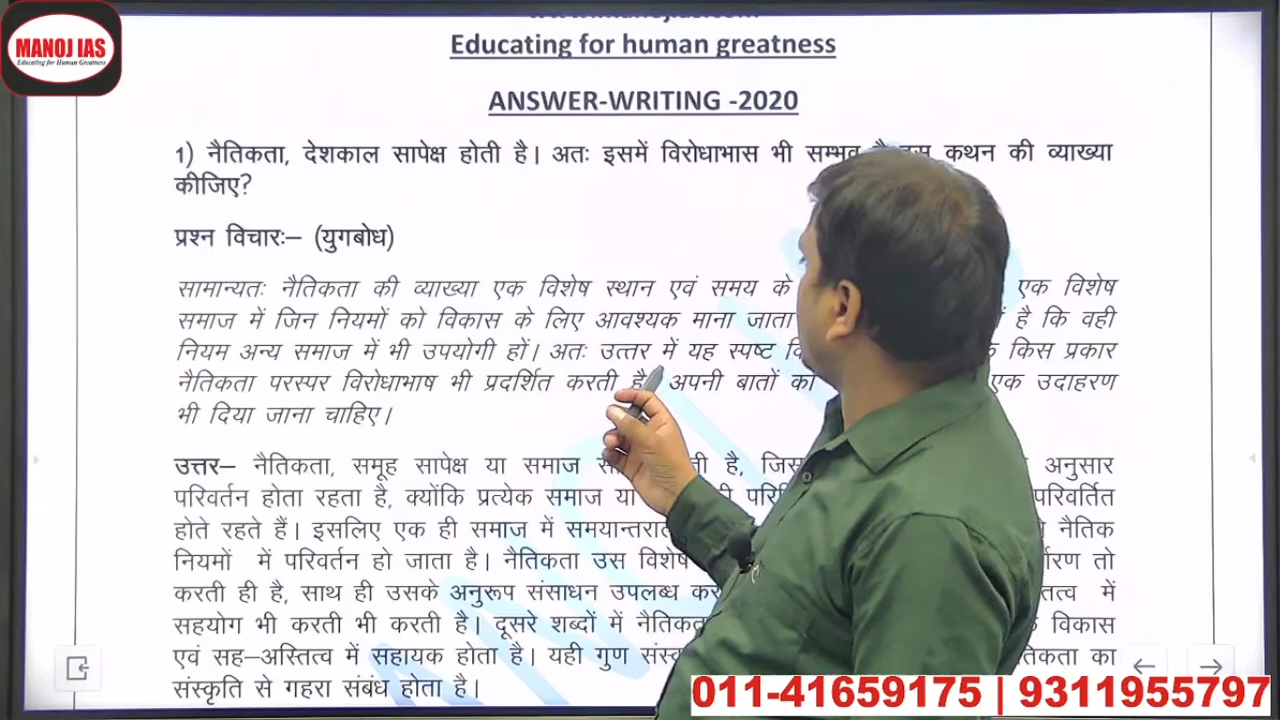 MANOJ IAS
Educating for Human Greatness
Educating for human greatness
ANSWER-WRITING -2020
1) नैतिकता, देशकाल सापेक्ष होती है। अतः इसमें विरोधाभास भी सम्भव कथन की व्याख्या
कीजिए?
प्रश्न विचारः– (युगबोध)
सामान्यतः नैतिकता की व्याख्या एक विशेष स्थान एवं समय के एक विशेष
समाज में जिन नियमों को विकास के लिए आवश्यक माना जाता है कि वही
नियम अन्य समाज में भी उपयोगी हों। अतः उत्तर में यह स्पष्ट किस प्रकार
नैतिकता परस्पर विरोधाभाष भी प्रदर्शित करती अपनी बातों को एक उदाहरण
भी दिया जाना चाहिए।
उत्तर– नैतिकता, समूह सापेक्ष या समाज है, अनुसार
परिवर्तन होता रहता है, क्योंकि प्रत्येक समाज या परिवर्तित
होते रहते हैं। इसलिए एक ही समाज में नैतिक
नियमों में परिवर्तन हो जाता है। नैतिकता उस विशेष तो
करती ही है, साथ ही उसके अनुरूप संसाधन उपलब्ध में
सहयोग भी करती भी करती है। दूसरे शब्दों में विकास
एवं सह–अस्तित्व में सहायक होता है। यही गुण का
संस्कृति से गहरा संबंध होता है।
011-41659175 | 9311955797